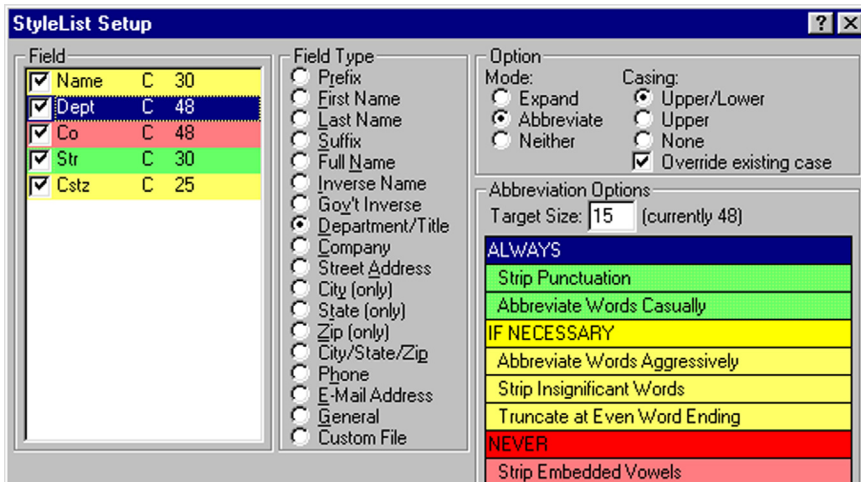 StyleList Setup
Field
Name C 30
Dept C 48
Co C 48
Str C 30
Cstz C 25
Field Type
Prefix
First Name
Last Name
Suffix
Full Name
Inverse Name
Gov't Inverse
Department/Title
Company
Street Address
City (only)
State (only)
Zip (only)
City/State/Zip
Phone
E-Mail Address
General
Custom File
Option
Mode:
Expand
Abbreviate
Neither
Casing:
Upper/Lower
Upper
None
Override existing case
Abbreviation Options
Target Size: 15 (currently 48)
ALWAYS
Strip Punctuation
Abbreviate Words Casually
IF NECESSARY
Abbreviate Words Aggressively
Strip Insignificant Words
Truncate at Even Word Ending
NEVER
Strip Embedded Vowels